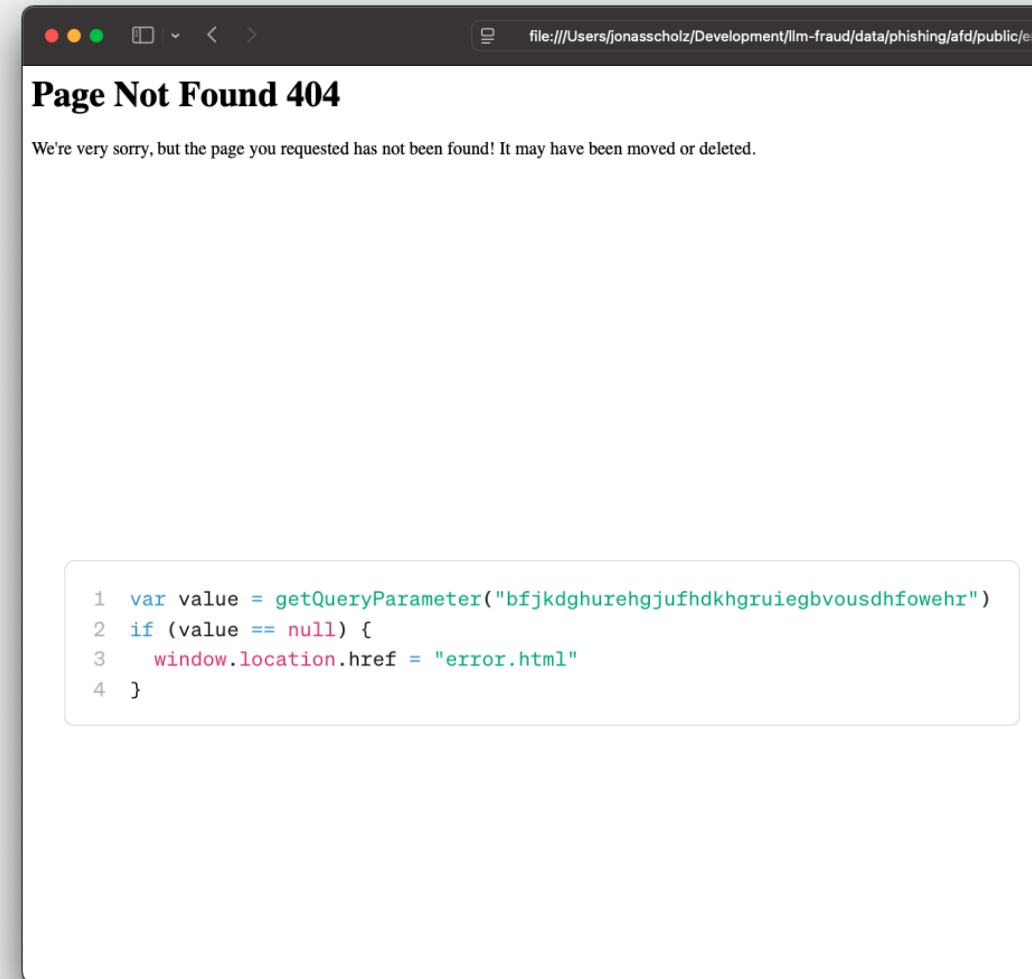 file:///Users/jonasscholz/Development/llm-fraud/data/phishing/afd/public/e
Page Not Found 404
We're very sorry, but the page you requested has not been found! It may have been moved or deleted.
1 var value = getQueryParameter("bfjkdghurehgjufhdkhgruiegbvousdhfowehr")
2 if (value == null) {
3   window.location.href = "error.html"
4 }